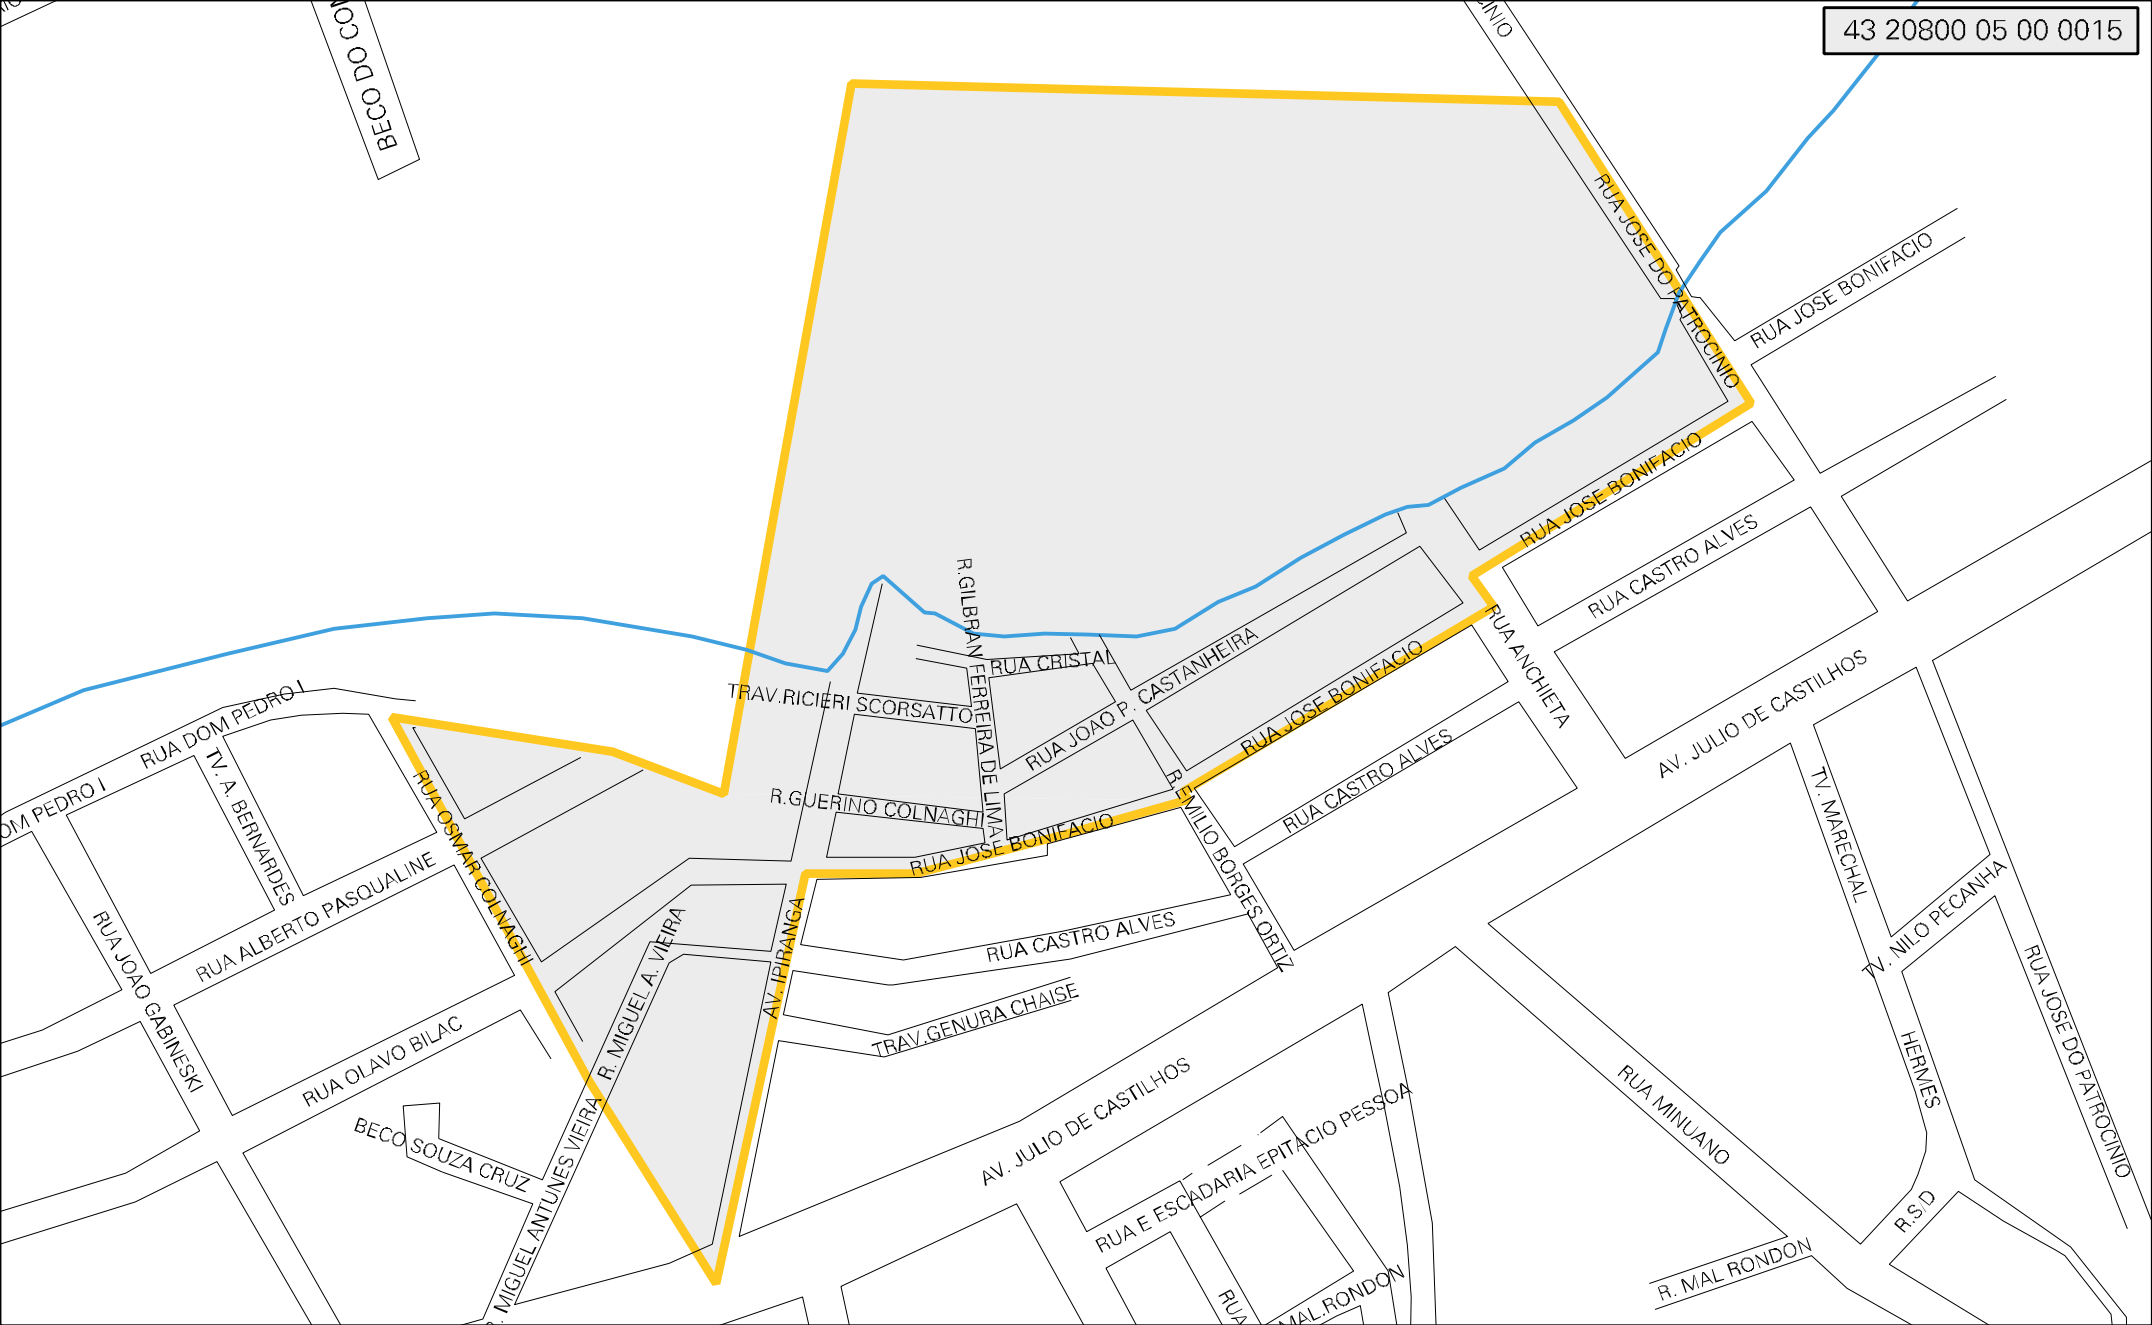 43 20800 05 00 0015
BECO DO CON
RUA JOSE DO PATROCINIO
RUA JOSE BONIFACIO
RUA JOSE BONIFACIO
RUA CASTRO ALVES
R.GILBRAN FERREIRA DE LIMA
RUA CRISTAL
RUA JOAO P. CASTANHEIRA
RUA JOSE BONIFACIO
RUA ANCHIETA
AV. JULIO DE CASTILHOS
TRAV.RICIERI SCORSATTO
RUA DOM PEDRO I
OM PEDRO I
TV. A. BERNARDES
RUA OSMAR COLNAGHI
R.GUERINO COLNAGHI
RUA JOSE BONIFACIO
R.EMILIO BORGES ORTIZ
RUA CASTRO ALVES
TV. MARECHAL
HERMES
RUA ALBERTO PASQUALINE
RUA JOAO GABINESKI
R. MIGUEL A. VIEIRA
AV. IPIRANGA
RUA CASTRO ALVES
TRAV.GENURA CHAISE
TV. NILO PECANHA
RUA JOSE DO PATROCINIO
RUA OLAVO BILAC
BECO SOUZA CRUZ
R. MIGUEL ANTUNES VIEIRA
AV. JULIO DE CASTILHOS
RUA E ESCADARIA EPITACIO PESSOA
RUA MINUANO
R.S/D
R. MAL RONDON
MAL.RONDON
RUA